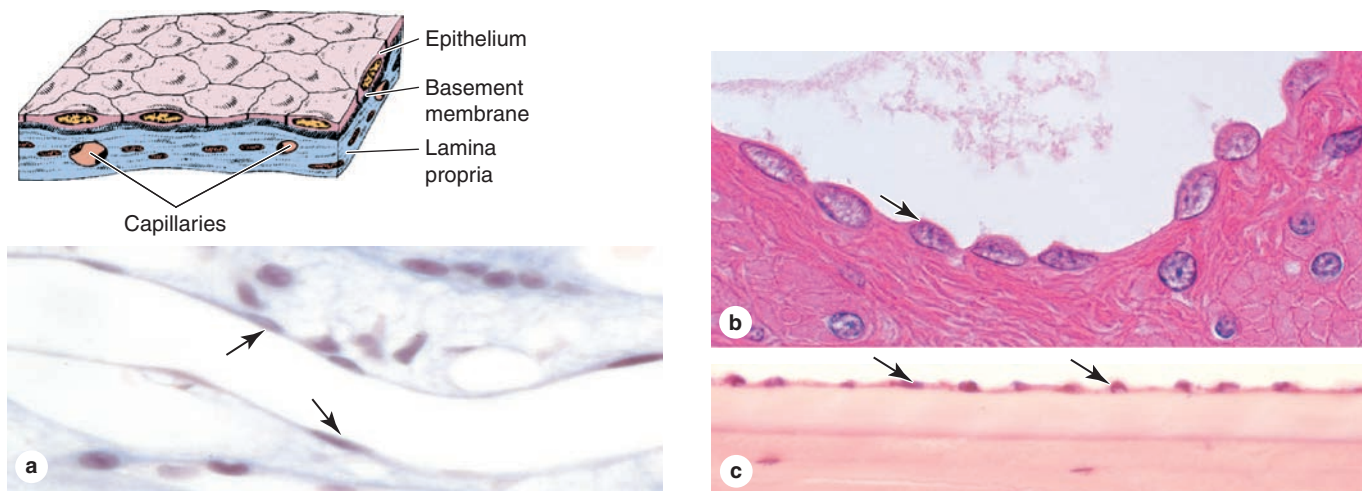 Epithelium
Basement
membrane
Lamina
propria
Capillaries
a
b
c